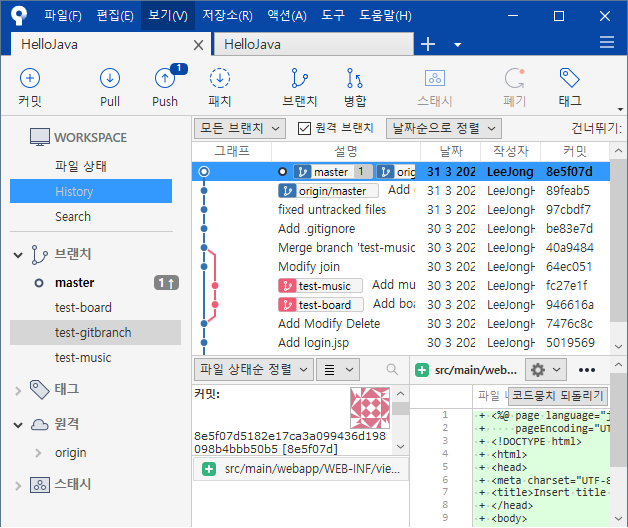 파일(F) 편집(E) 보기(V) 저장소(R) 액션(A) 도구 도움말(H)
HelloJava HelloJava
1
커밋 Pull Push 패치 브랜치 병합 스태시 폐기 태그
WORKSPACE
파일 상태
History
Search
브랜치
master 1↑
test-board
test-gitbranch
test-music
태그
원격
origin
스태시
모든 브랜치 원격 브랜치 날짜순으로 정렬 건너뛰기:
그래프 설명 날짜 작성자 커밋
master 1 orig 31 3 202 LeeJong 8e5f07d
origin/master Add 31 3 202 LeeJongH 89feab5
fixed untracked files 31 3 202 LeeJongH 97cbdf7
Add .gitignore 30 3 202 LeeJongH be83e7d
Merge branch 'test-music 30 3 202 LeeJongH 40a9484
Modify join 30 3 202 LeeJongH 64ec051
test-music Add mu 30 3 202 LeeJongH fc27e1f
test-board Add boa 30 3 202 LeeJongH 946616a
Add Modify Delete 30 3 202 LeeJongH 7476c8c
Add login.jsp 30 3 202 LeeJongH 5019569
파일 상태순 정렬
커밋:
8e5f07d5182e17ca3a099436d198
098b4bbb50b5 [8e5f07d]
src/main/webapp/WEB-INF/vie...
src/main/web...
파일 코드뭉치 되돌리기
1 + <%@ page language="j
2 + pageEncoding="UT
3 + <!DOCTYPE html>
4 + <html>
5 + <head>
6 + <meta charset="UTF-8
7 + <title>Insert title
8 + </head>
9 + <body>